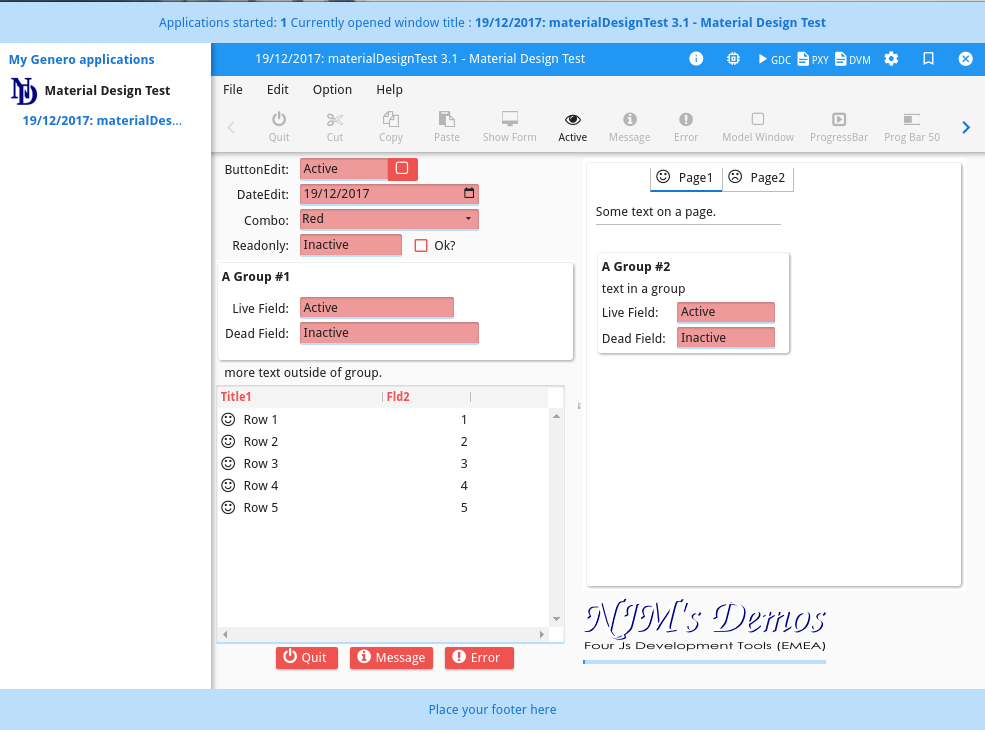 Applications started: 1 Currently opened window title : 19/12/2017: materialDesignTest 3.1 - Material Design Test
My Genero applications
Material Design Test
19/12/2017: materialDes...
19/12/2017: materialDesignTest 3.1 - Material Design Test
GDC PXY DVM
File Edit Option Help
Quit Cut Copy Paste Show Form Active Message Error Model Window ProgressBar Prog Bar 50
ButtonEdit: Active
DateEdit: 19/12/2017
Combo: Red
Readonly: Inactive Ok?
A Group #1
Live Field: Active
Dead Field: Inactive
more text outside of group.
Title1 Fld2
Row 1 1
Row 2 2
Row 3 3
Row 4 4
Row 5 5
Quit Message Error
Page1 Page2
Some text on a page.
A Group #2
text in a group
Live Field: Active
Dead Field: Inactive
NJM's Demos
Four Js Development Tools (EMEA)
Place your footer here